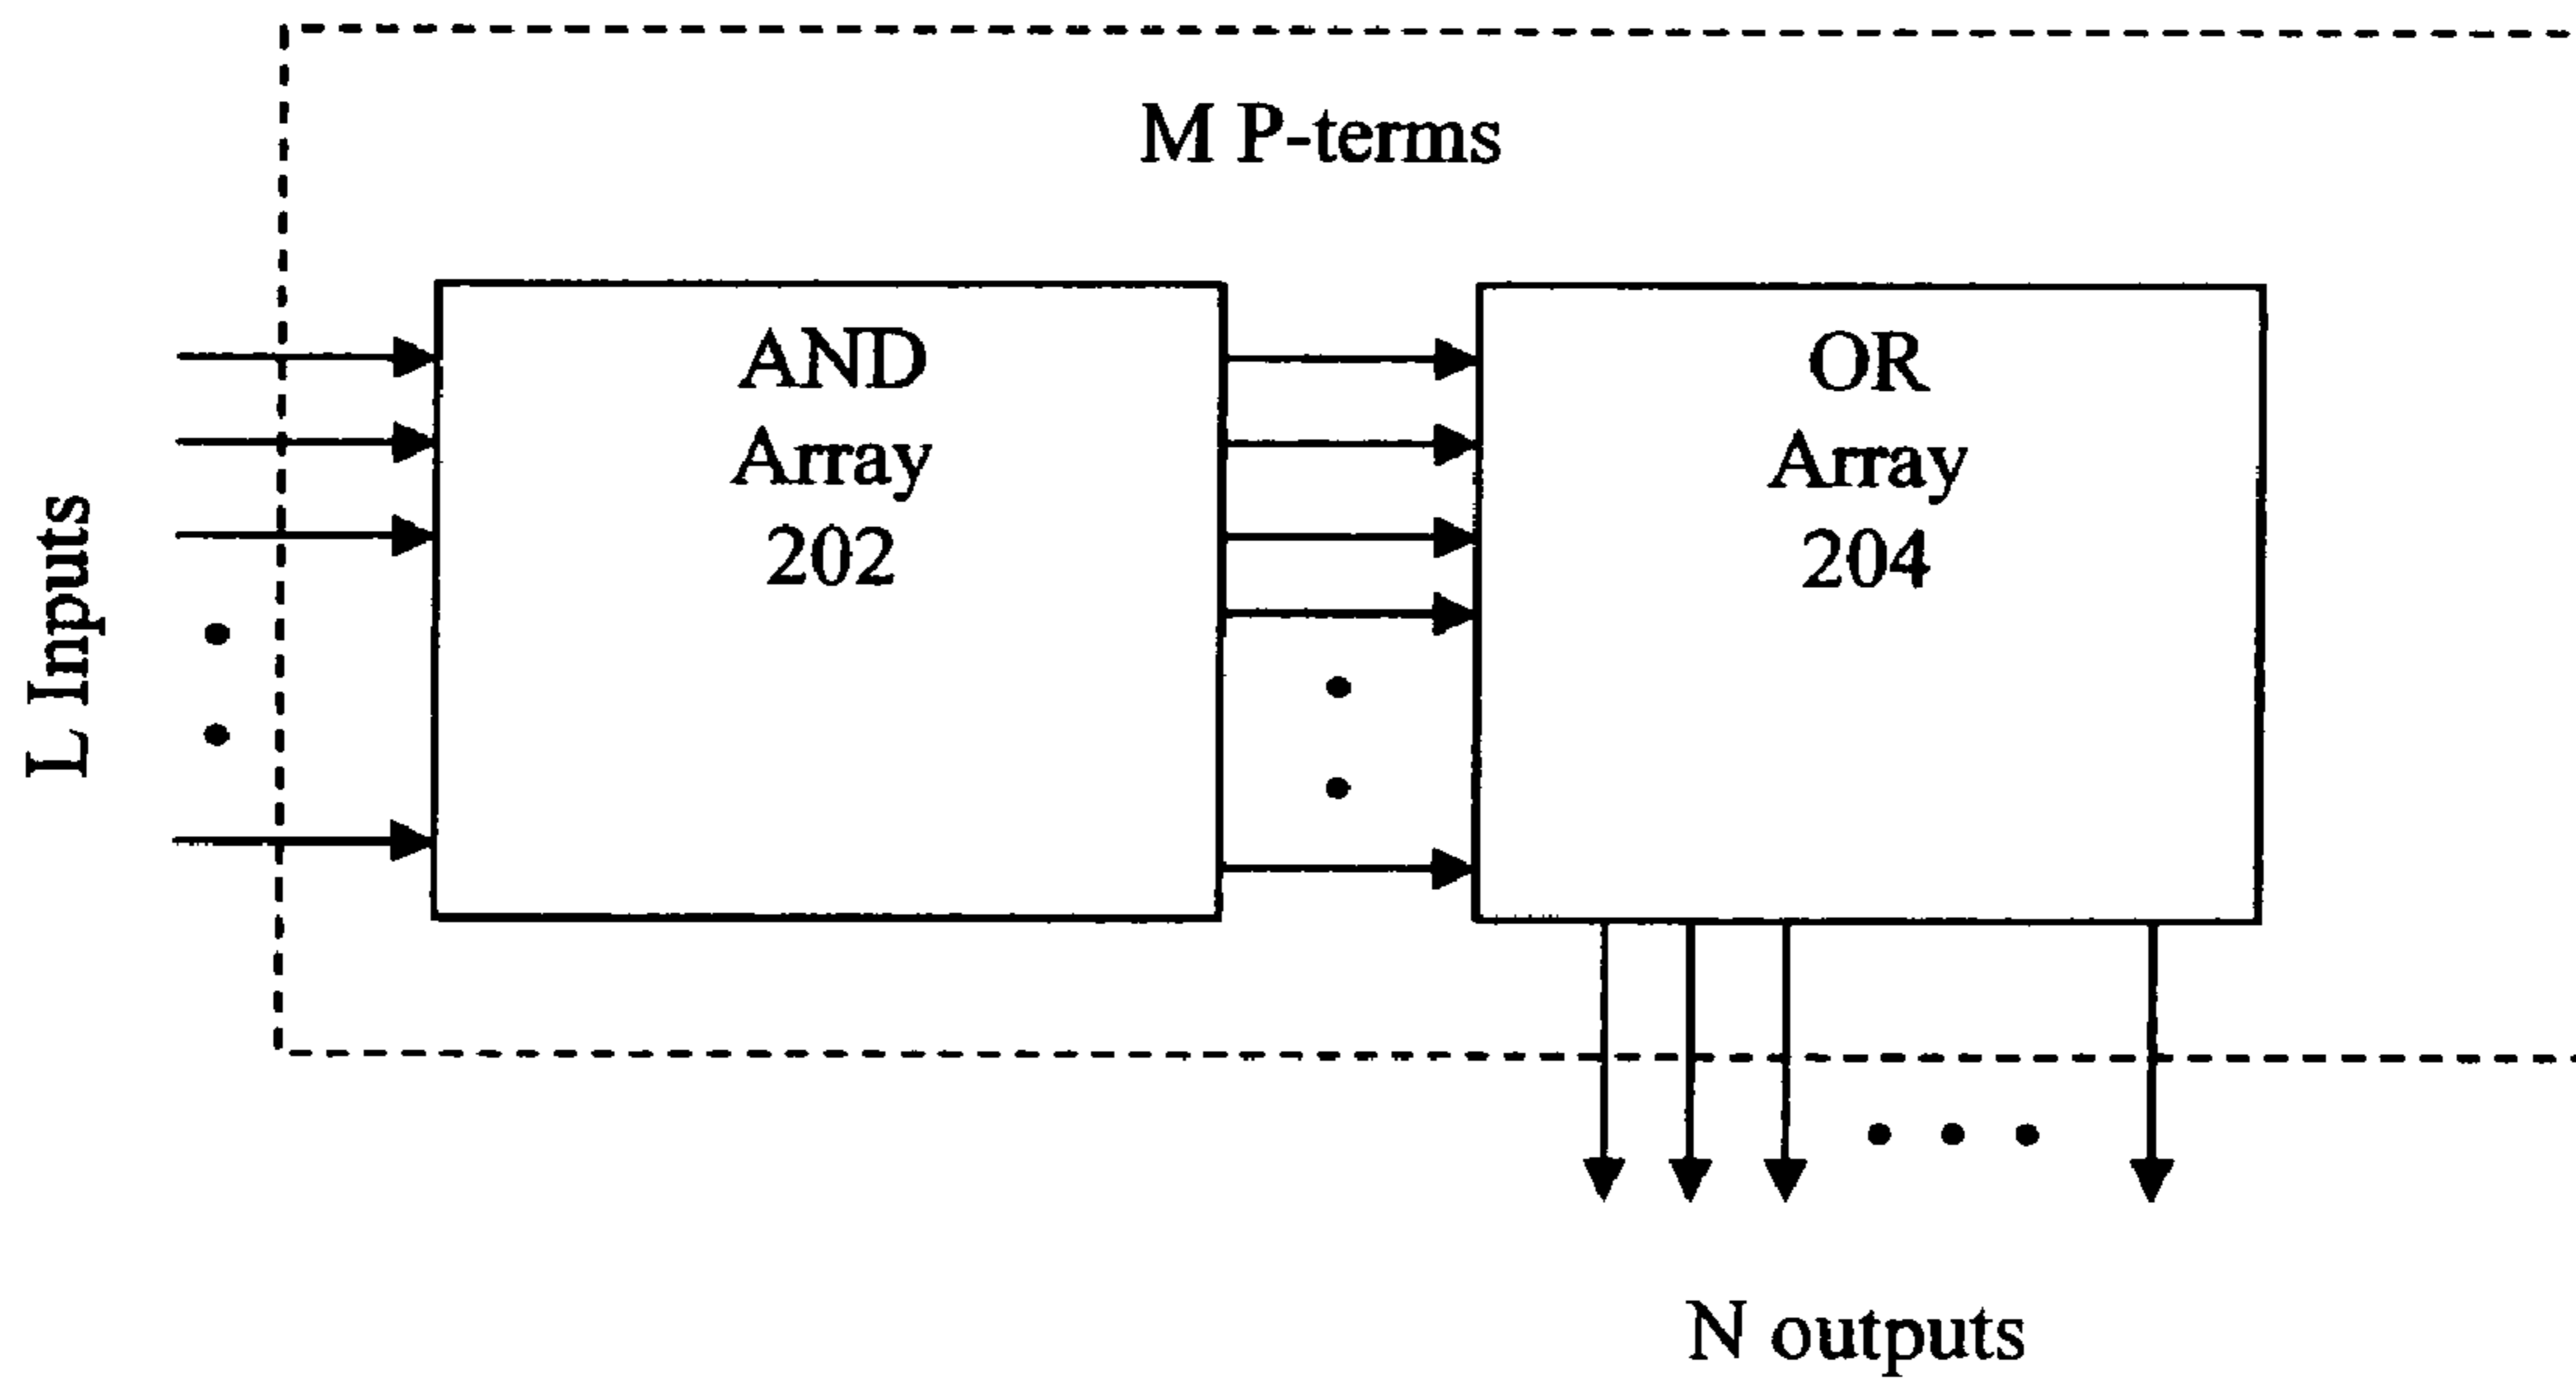 M P-terms
L Inputs
AND
Array
202
OR
Array
204
N outputs